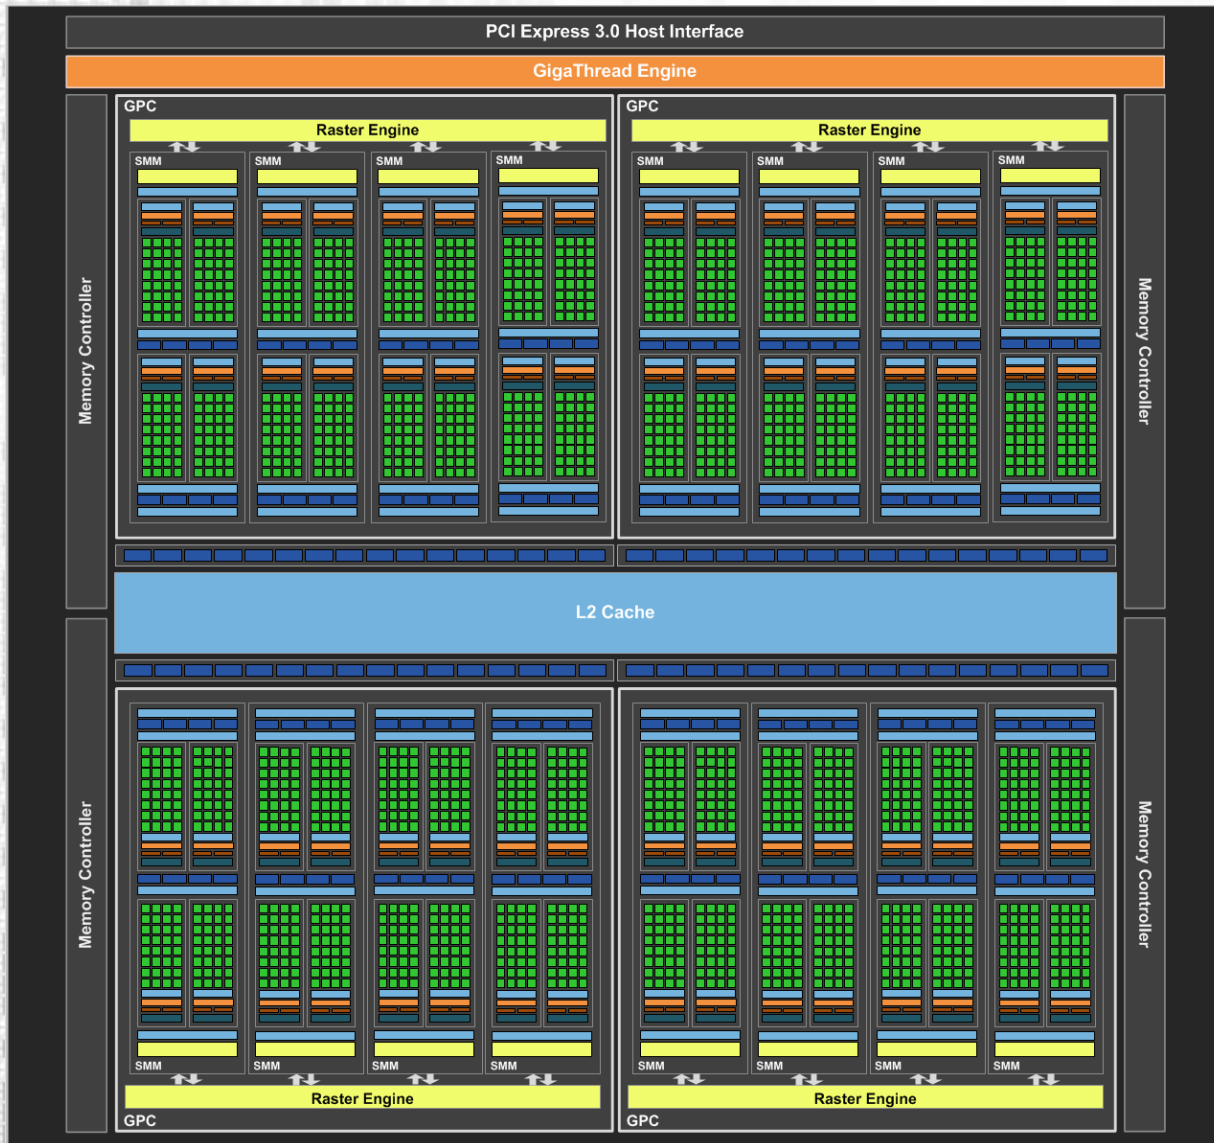 PCI Express 3.0 Host Interface
GigaThread Engine
Memory Controller
GPC
Raster Engine
SMM
SMM
SMM
SMM
GPC
Raster Engine
SMM
SMM
SMM
SMM
Memory Controller
L2 Cache
Memory Controller
SMM
SMM
SMM
SMM
Raster Engine
GPC
SMM
SMM
SMM
SMM
Raster Engine
GPC
Memory Controller